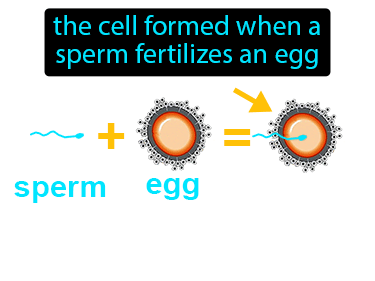 the cell formed when a
sperm fertilizes an egg
+ =
sperm egg